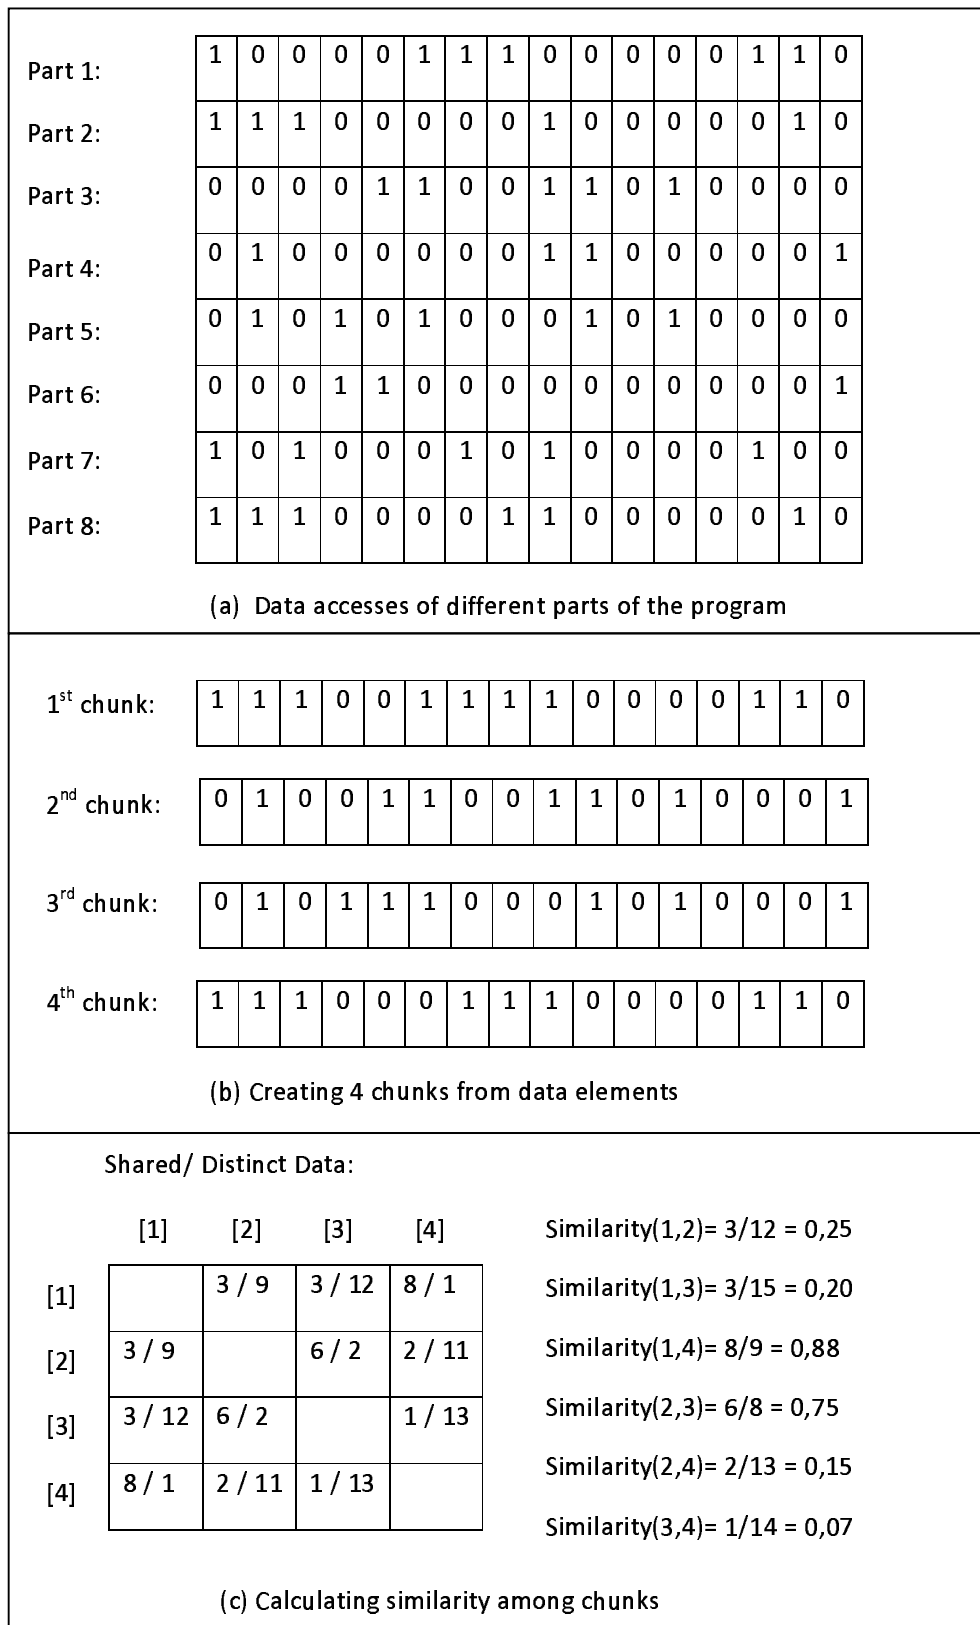 Part 1: 1 0 0 0 0 1 1 1 0 0 0 0 0 1 1 0
Part 2: 1 1 1 0 0 0 0 0 1 0 0 0 0 0 1 0
Part 3: 0 0 0 0 1 1 0 0 1 1 0 1 0 0 0 0
Part 4: 0 1 0 0 0 0 0 0 1 1 0 0 0 0 0 1
Part 5: 0 1 0 1 0 1 0 0 0 1 0 1 0 0 0 0
Part 6: 0 0 0 1 1 0 0 0 0 0 0 0 0 0 0 1
Part 7: 1 0 1 0 0 0 1 0 1 0 0 0 0 1 0 0
Part 8: 1 1 1 0 0 0 0 1 1 0 0 0 0 0 1 0
(a) Data accesses of different parts of the program
1st chunk: 1 1 1 0 0 1 1 1 1 0 0 0 0 1 1 0
2nd chunk: 0 1 0 0 1 1 0 0 1 1 0 1 0 0 0 1
3rd chunk: 0 1 0 1 1 1 0 0 0 1 0 1 0 0 0 1
4th chunk: 1 1 1 0 0 0 1 1 1 0 0 0 0 1 1 0
(b) Creating 4 chunks from data elements
Shared/ Distinct Data:
[1] [2] [3] [4]
[1] 3 / 9 3 / 12 8 / 1
[2] 3 / 9 6 / 2 2 / 11
[3] 3 / 12 6 / 2 1 / 13
[4] 8 / 1 2 / 11 1 / 13
Similarity(1,2)= 3/12 = 0,25
Similarity(1,3)= 3/15 = 0,20
Similarity(1,4)= 8/9 = 0,88
Similarity(2,3)= 6/8 = 0,75
Similarity(2,4)= 2/13 = 0,15
Similarity(3,4)= 1/14 = 0,07
(c) Calculating similarity among chunks